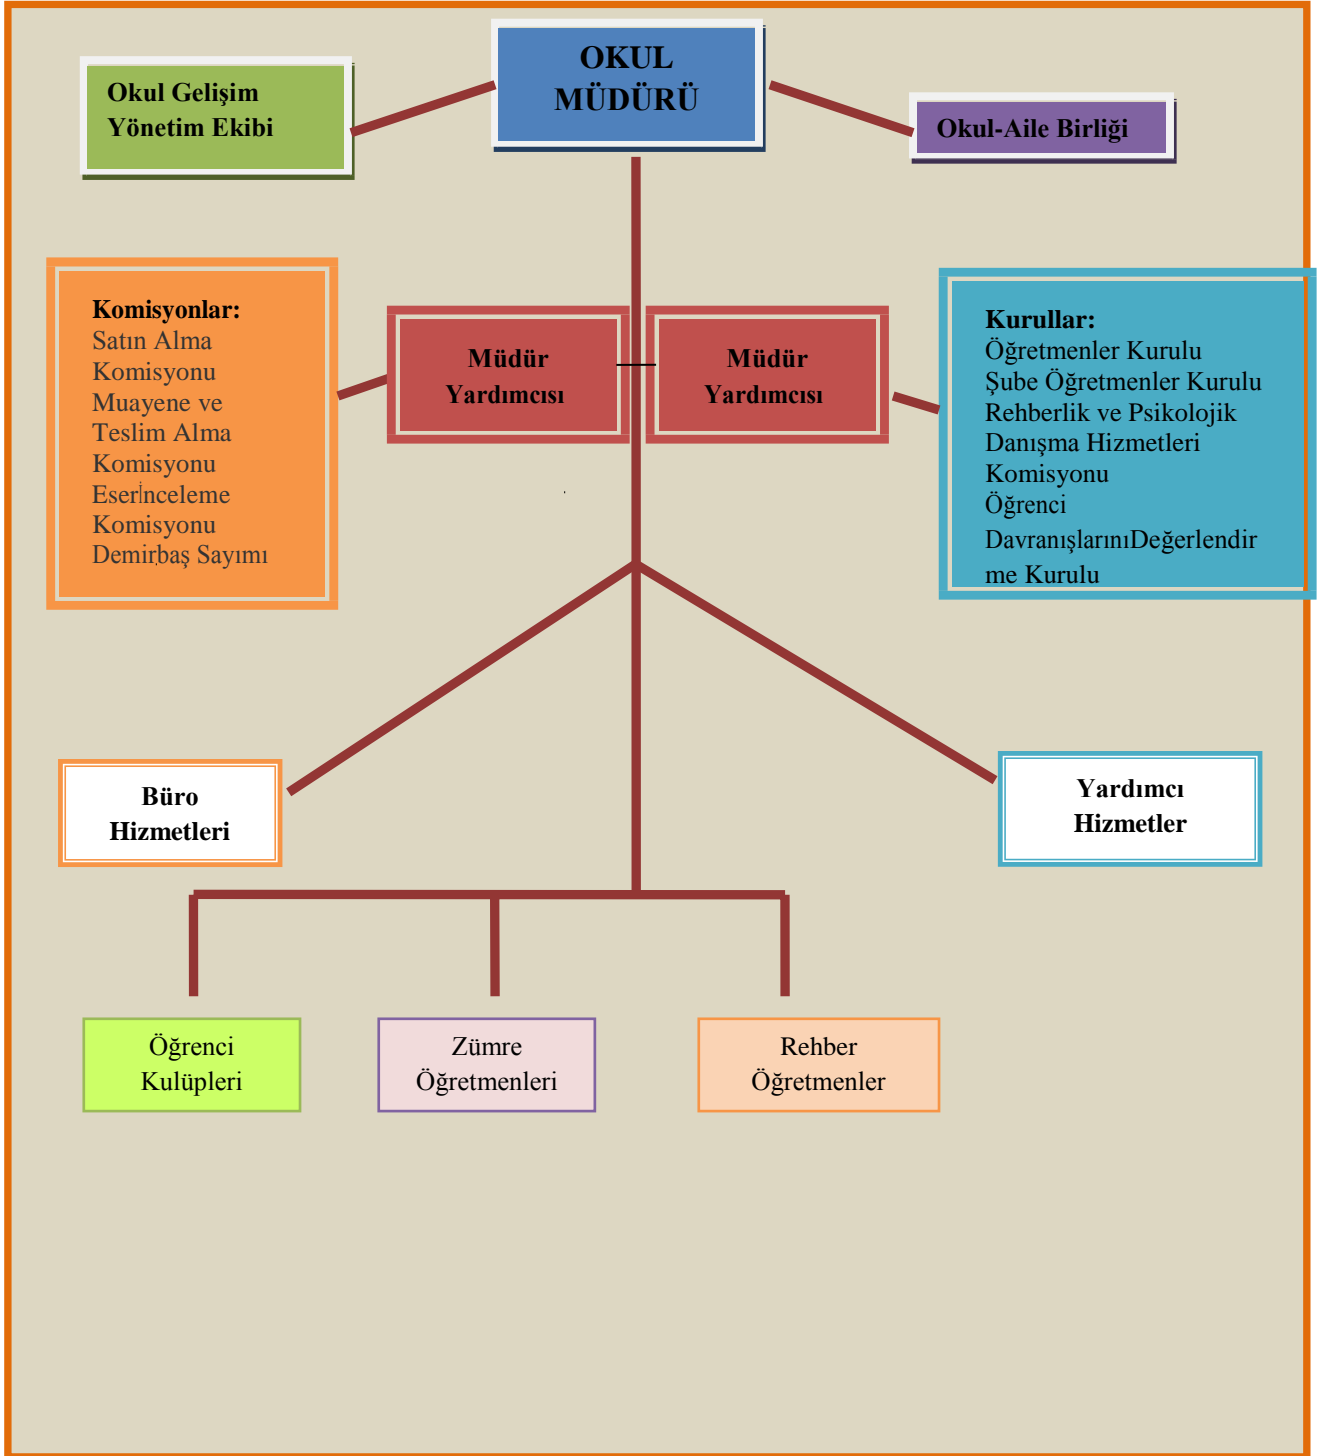 OKUL
MÜDÜRÜ
Okul Gelişim
Yönetim Ekibi
Okul-Aile Birliği
Komisyonlar:
Satın Alma
Komisyonu
Muayene ve
Teslim Alma
Komisyonu
Eserİnceleme
Komisyonu
Demirbaş Sayımı
Müdür
Yardımcısı
Müdür
Yardımcısı
Kurullar:
Öğretmenler Kurulu
Şube Öğretmenler Kurulu
Rehberlik ve Psikolojik
Danışma Hizmetleri
Komisyonu
Öğrenci
DavranışlarınıDeğerlendir
me Kurulu
Büro
Hizmetleri
Yardımcı
Hizmetler
Öğrenci
Kulüpleri
Zümre
Öğretmenleri
Rehber
Öğretmenler